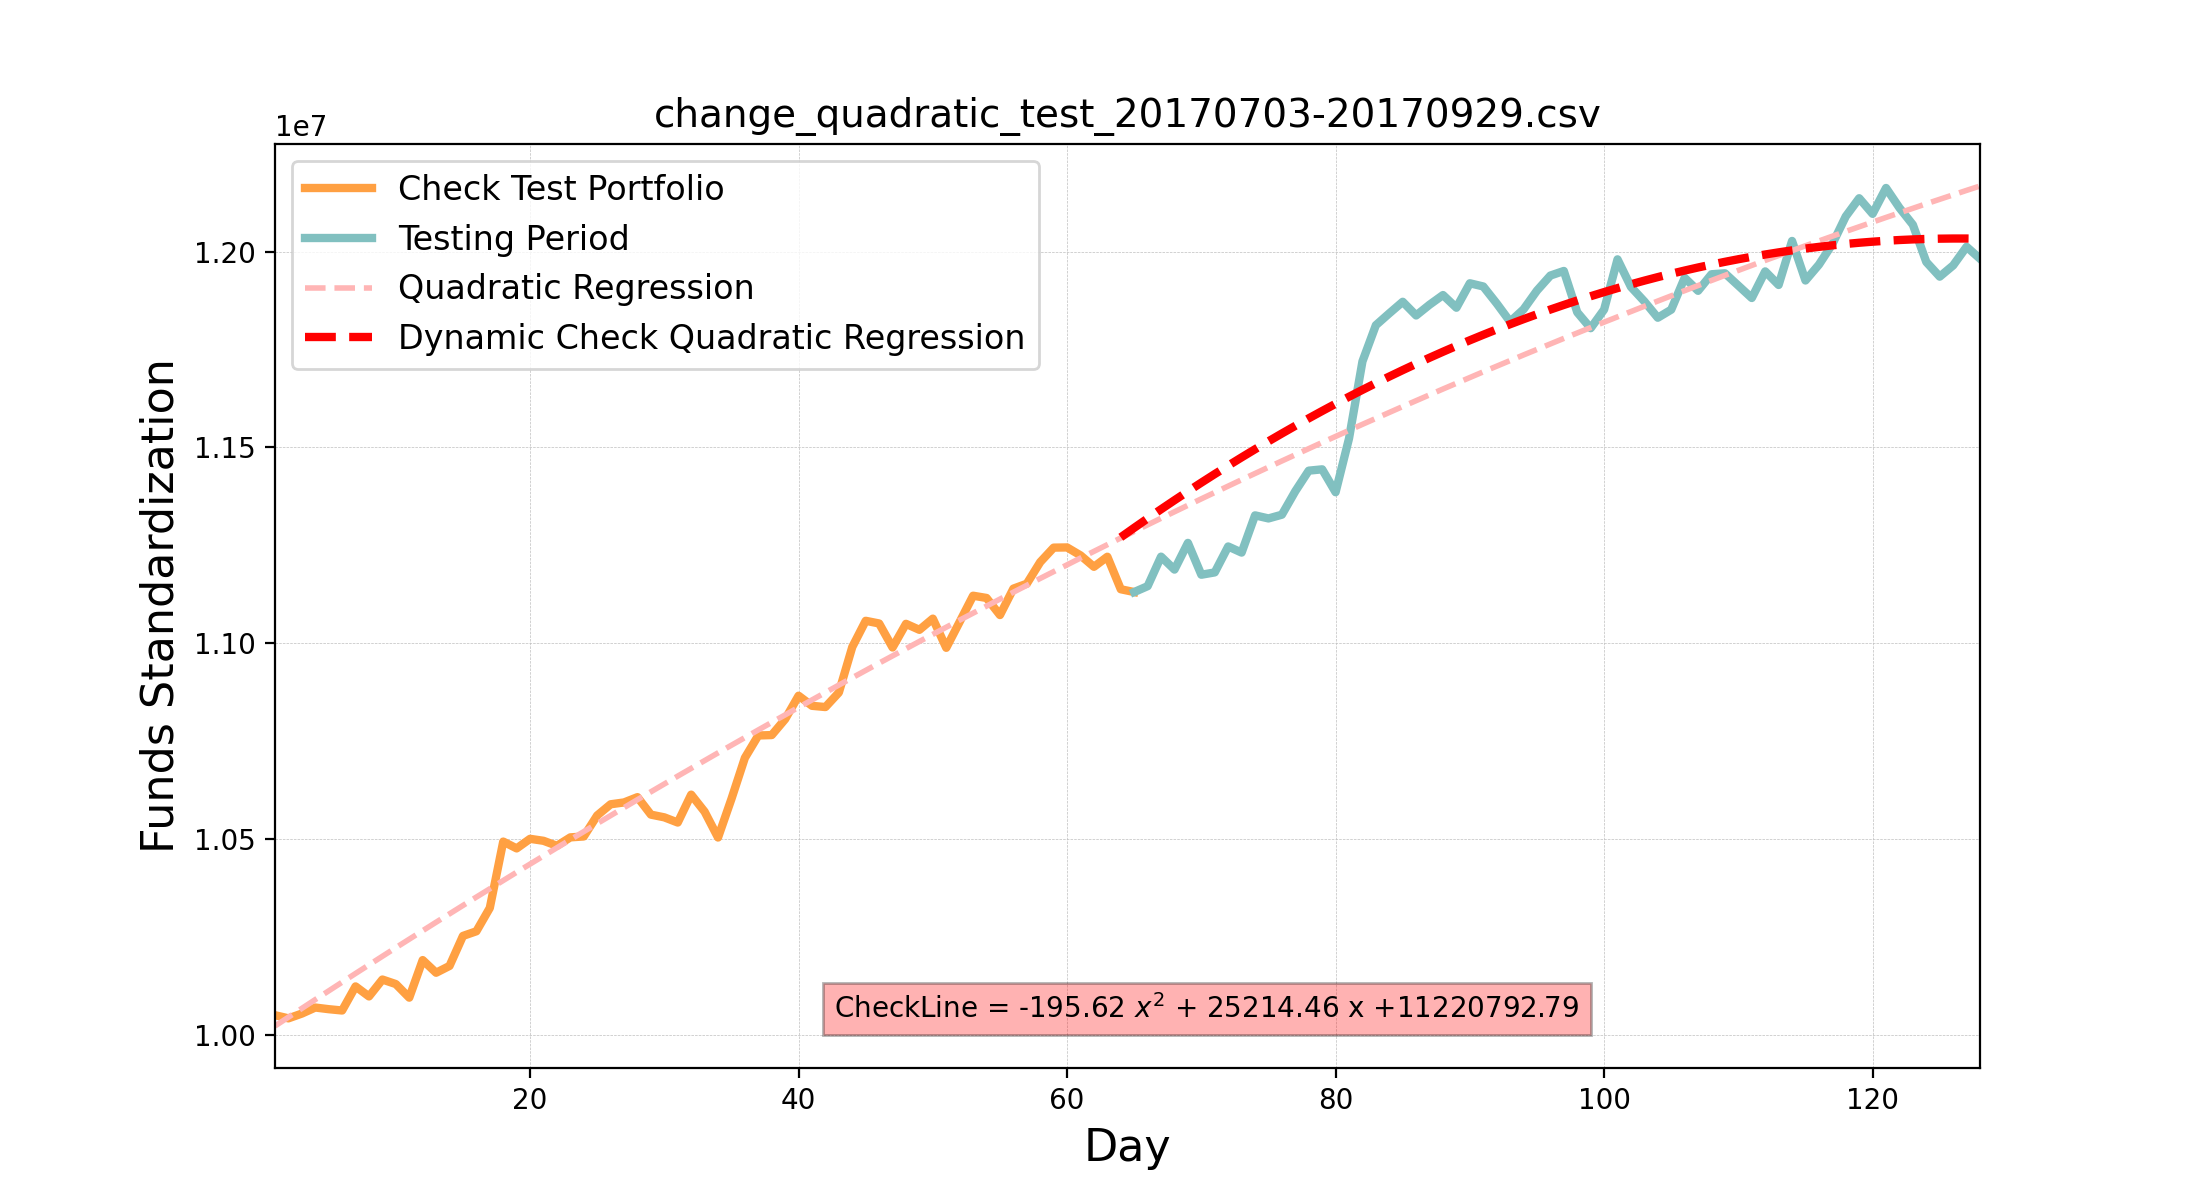 change_quadratic_test_20170703-20170929.csv
1e7
Check Test Portfolio
Testing Period
Quadratic Regression
Dynamic Check Quadratic Regression
Funds Standardization
1.20
1.15
1.10
1.05
1.00
CheckLine = -195.62 x² + 25214.46 x +11220792.79
20 40 60 80 100 120
Day